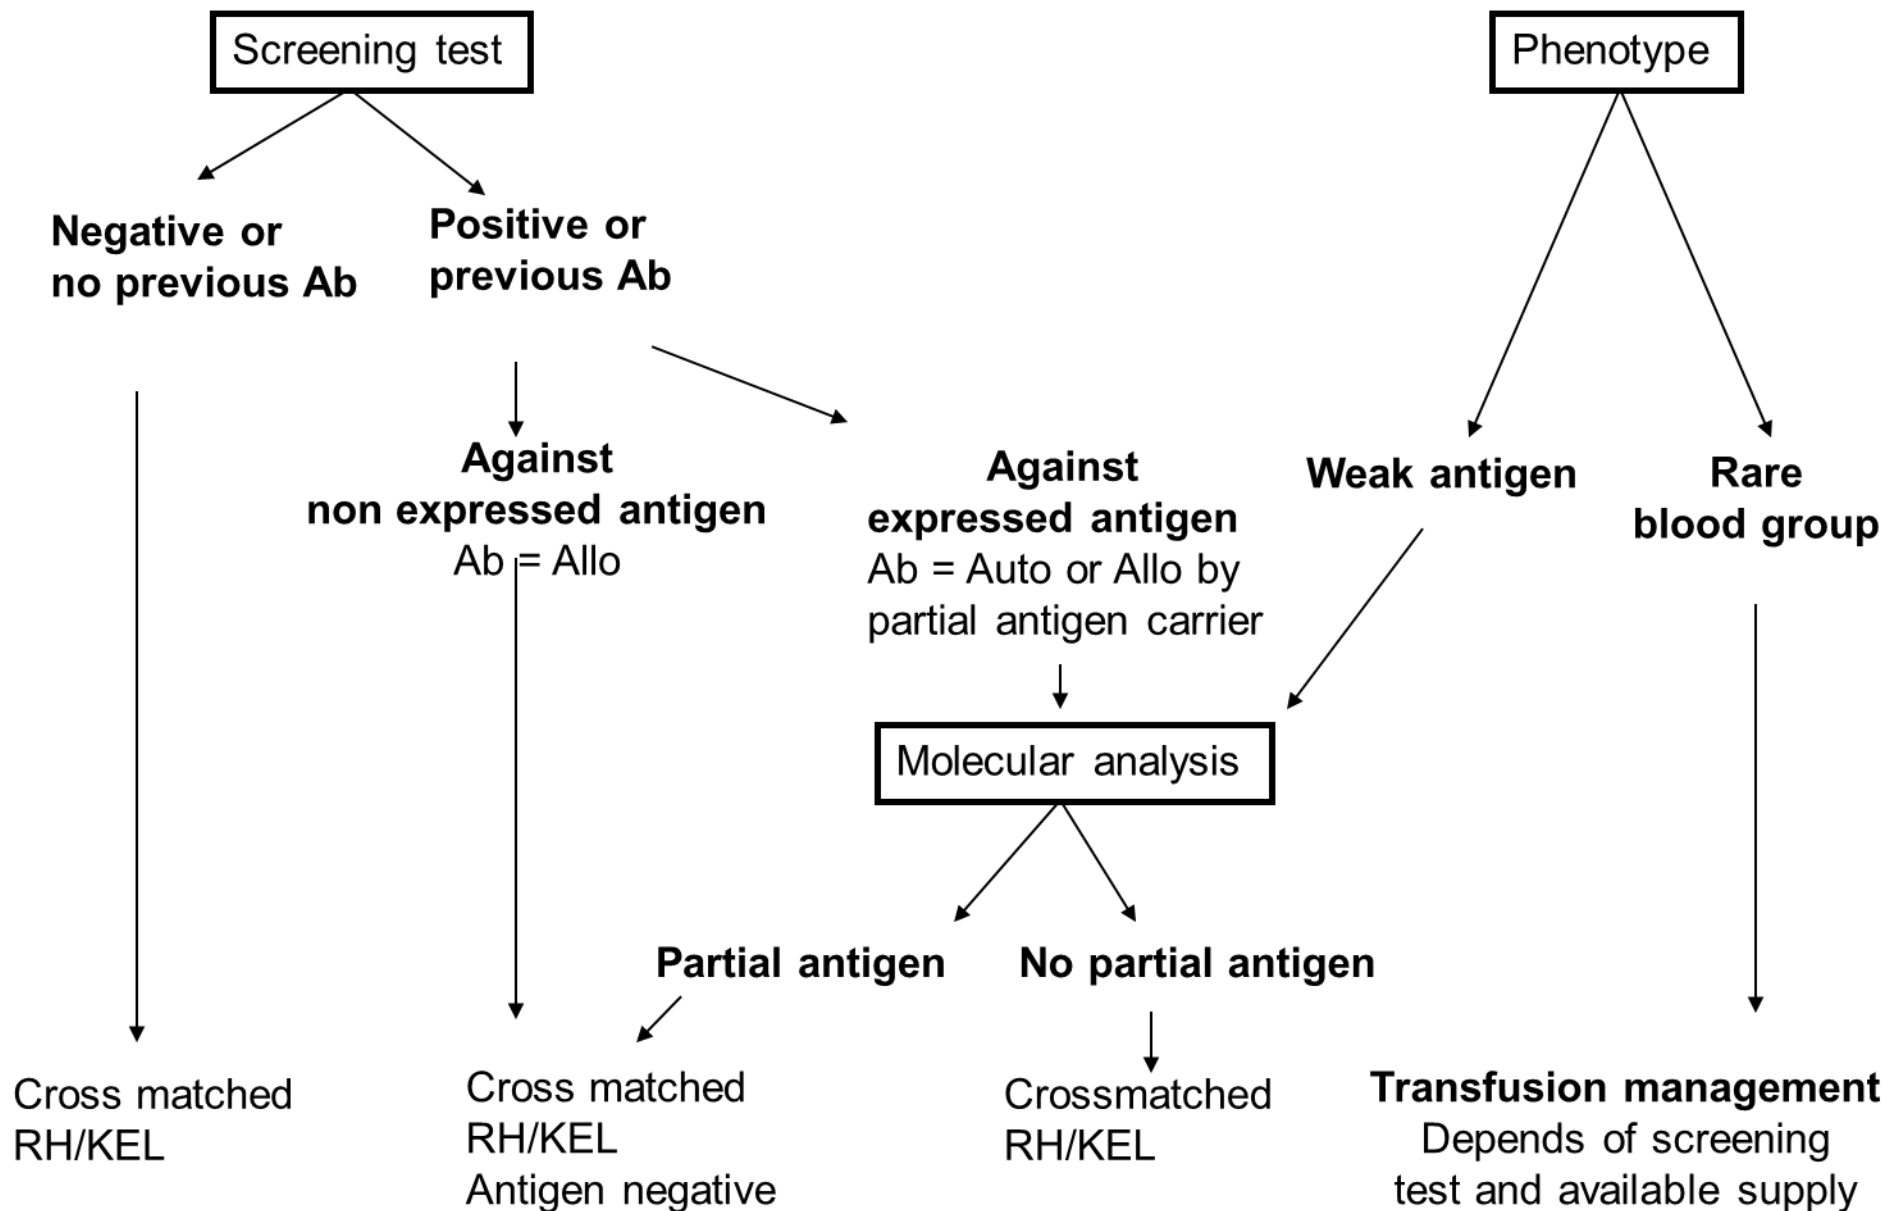 Screening test
Phenotype
Negative or
no previous Ab
Positive or
previous Ab
Against
non expressed antigen
Ab = Allo
Against
expressed antigen
Ab = Auto or Allo by
partial antigen carrier
Weak antigen
Rare
blood group
Molecular analysis
Partial antigen
No partial antigen
Cross matched
RH/KEL
Cross matched
RH/KEL
Antigen negative
Crossmatched
RH/KEL
Transfusion management
Depends of screening
test and available supply